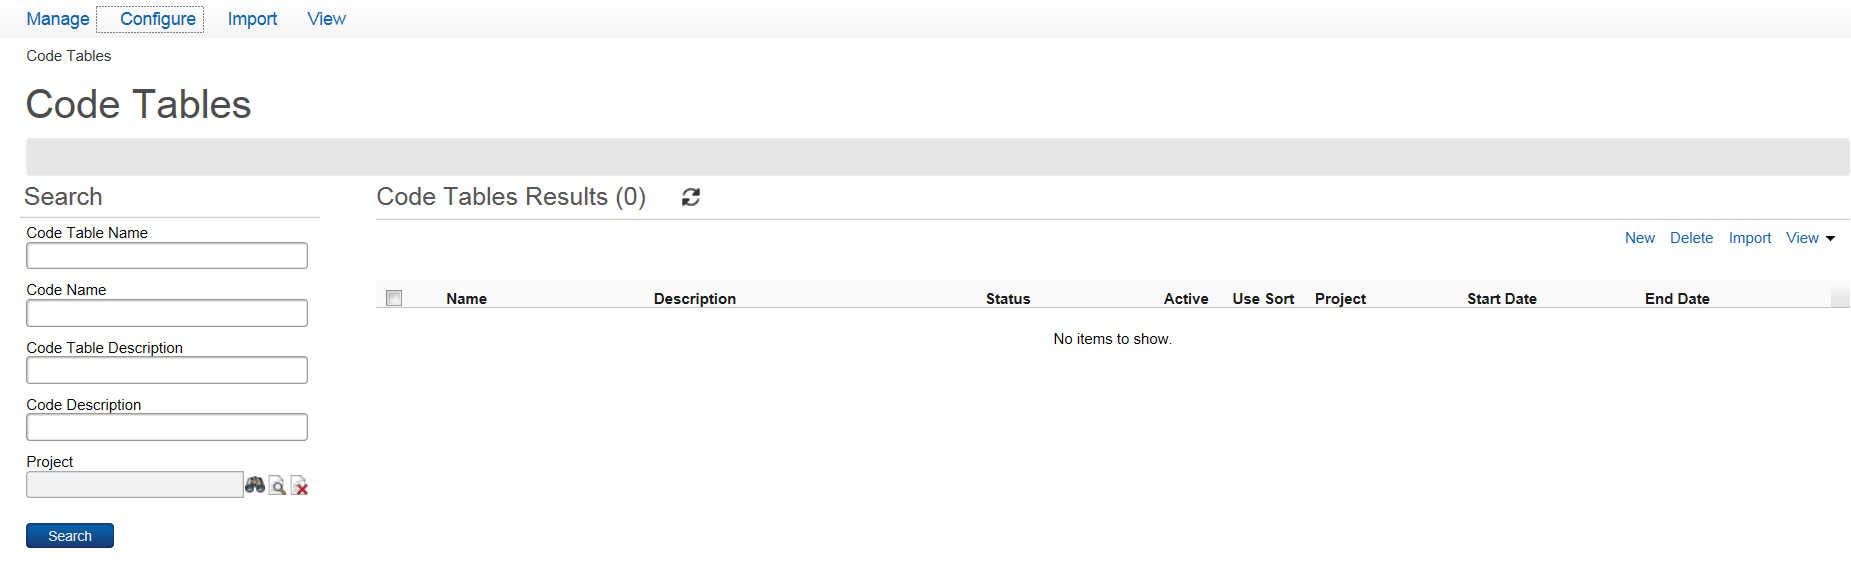 Manage Configure Import View
Code Tables
Code Tables
Search
Code Table Name
Code Name
Code Table Description
Code Description
Project
Search
Code Tables Results (0)
New Delete Import View
Name Description Status Active Use Sort Project Start Date End Date
No items to show.